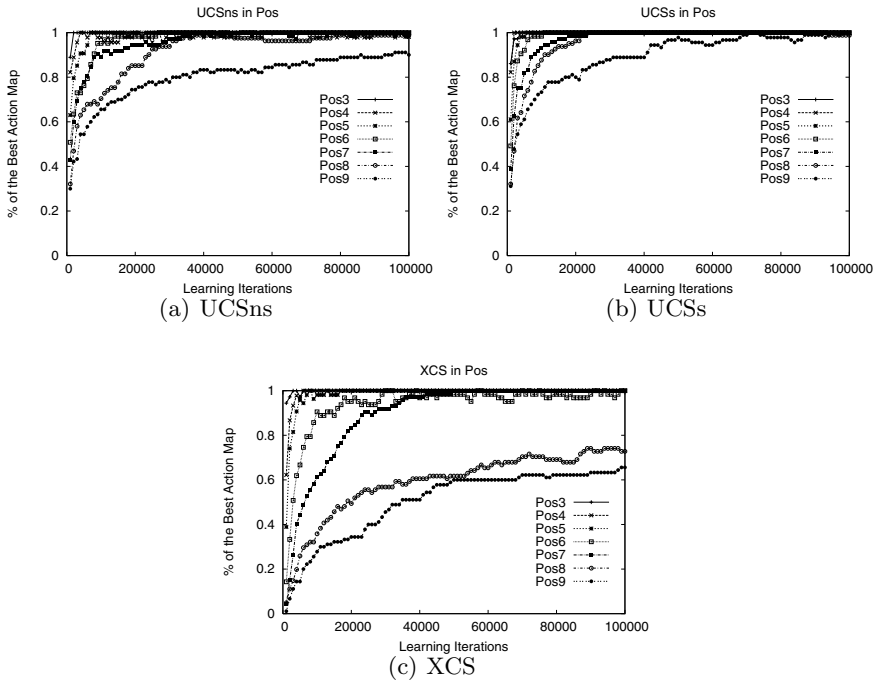 UCSns in Pos
% of the Best Action Map
1
0.8
0.6
0.4
0.2
0
Pos3
Pos4
Pos5
Pos6
Pos7
Pos8
Pos9
0 20000 40000 60000 80000 100000
Learning Iterations
(a) UCSns
UCSs in Pos
% of the Best Action Map
1
0.8
0.6
0.4
0.2
0
Pos3
Pos4
Pos5
Pos6
Pos7
Pos8
Pos9
0 20000 40000 60000 80000 100000
Learning Iterations
(b) UCSs
XCS in Pos
% of the Best Action Map
1
0.8
0.6
0.4
0.2
0
Pos3
Pos4
Pos5
Pos6
Pos7
Pos8
Pos9
0 20000 40000 60000 80000 100000
Learning Iterations
(c) XCS